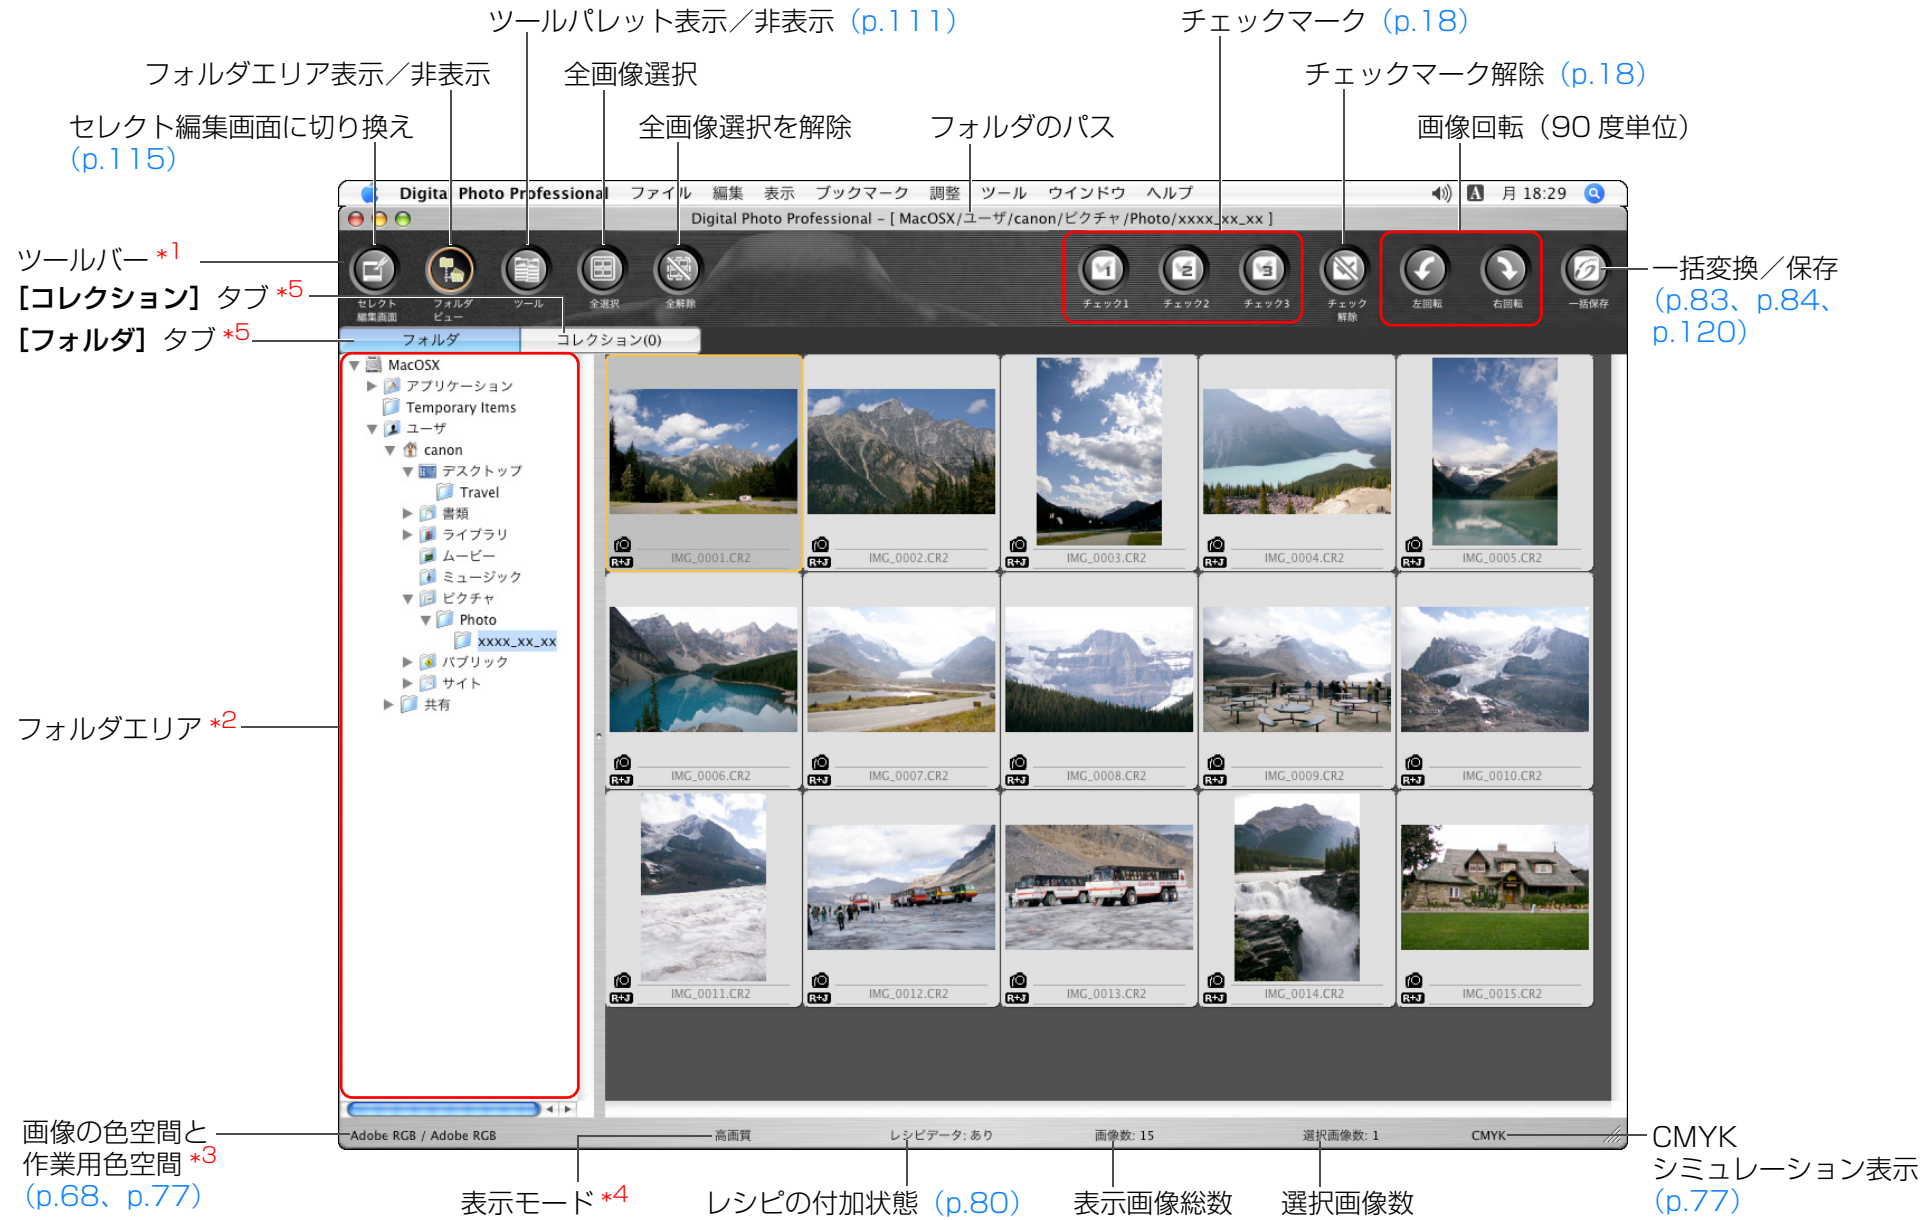 ツールパレット表示／非表示（p.111）
チェックマーク（p.18）
フォルダエリア表示／非表示
全画像選択
チェックマーク解除（p.18）
セレクト編集画面に切り換え
（p.115）
全画像選択を解除
フォルダのパス
画像回転（90 度単位）
Digital Photo Professional ファイル 編集 表示 ブックマーク 調整 ツール ウインドウ ヘルプ
A 月 18:29
Digital Photo Professional – [ MacOSX/ユーザ/canon/ピクチャ/Photo/xxxx_xx_xx ]
ツールバー *1
[コレクション] タブ *5
[フォルダ] タブ *5
セレクト
編集画面
フォルダ
ビュー
ツール
全選択
全解除
1
チェック1
2
チェック2
3
チェック3
チェック
解除
左回転
右回転
一括保存
一括変換／保存
（p.83、p.84、
p.120）
フォルダ
コレクション(0)
MacOSX
アプリケーション
Temporary Items
ユーザ
canon
デスクトップ
Travel
書類
ライブラリ
ムービー
ミュージック
ピクチャ
Photo
xxxx_xx_xx
パブリック
サイト
共有
フォルダエリア *2
R+J IMG_0001.CR2
R+J IMG_0002.CR2
R+J IMG_0003.CR2
R+J IMG_0004.CR2
R+J IMG_0005.CR2
R+J IMG_0006.CR2
R+J IMG_0007.CR2
R+J IMG_0008.CR2
R+J IMG_0009.CR2
R+J IMG_0010.CR2
R+J IMG_0011.CR2
R+J IMG_0012.CR2
R+J IMG_0013.CR2
R+J IMG_0014.CR2
R+J IMG_0015.CR2
Adobe RGB / Adobe RGB
高画質
レシピデータ: あり
画像数: 15
選択画像数: 1
CMYK
画像の色空間と
作業用色空間 *3
（p.68、p.77）
表示モード *4
レシピの付加状態（p.80）
表示画像総数
選択画像数
CMYK
シミュレーション表示
（p.77）